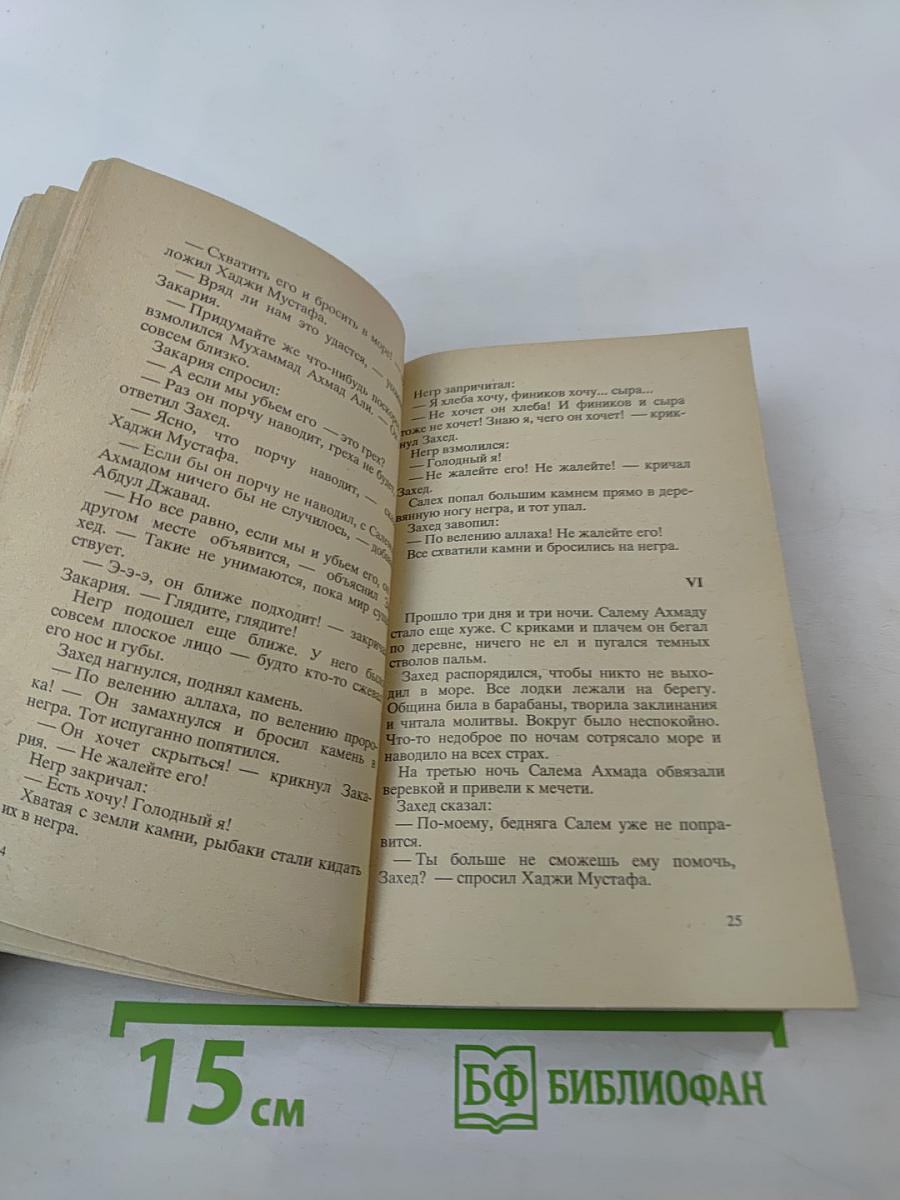 — Схватить его и бросить в море! —
ложил Хаджи Мустафа.
— Вряд ли нам это удастся, —
Закария.
— Придумайте же что-нибудь,
взмолился Мухаммад Ахмад Али. —
совсем близко.
Закария спросил:
— А если мы убьем его — это грех?
— Раз он порчу наводит, греха не будет,
ответил Захед.
— Ясно, что порчу наводит, —
Хаджи Мустафа.
— Если бы он порчу не наводил, с
Ахмадом ничего бы не случилось, —
Абдул Джавад.
— Но все равно, если мы и убьем его, он
другом месте объявится, — объяснил
хед. — Такие не унимаются, пока мир
ствует.
— Э-э-э, он ближе подходит! —
Закария. — Глядите, глядите!
Негр подошел еще ближе. У него было
совсем плоское лицо — будто кто-то сжевал
его нос и губы.
Захед нагнулся, поднял камень.
— По велению аллаха, по велению проро-
ка! — Он замахнулся и бросил камень в
негра. Тот испуганно попятился.
— Он хочет скрыться! — крикнул Зака-
рия. — Не жалейте его!
Негр закричал:
— Есть хочу! Голодный я!
Хватая с земли камни, рыбаки стали кидать
их в негра.
4
Негр запричитал:
— Я хлеба хочу, фиников хочу... сыра...
— Не хочет он хлеба! И фиников и сыра
тоже не хочет! Знаю я, чего он хочет! — крик-
нул Захед.
Негр взмолился:
— Голодный я!
— Не жалейте его! Не жалейте! — кричал
Захед.
Салех попал большим камнем прямо в дере-
вянную ногу негра, и тот упал.
Захед завопил:
— По велению аллаха! Не жалейте его!
Все схватили камни и бросились на негра.
VI
Прошло три дня и три ночи. Салему Ахмаду
стало еще хуже. С криками и плачем он бегал
по деревне, ничего не ел и пугался темных
стволов пальм.
Захед распорядился, чтобы никто не выхо-
дил в море. Все лодки лежали на берегу.
Община била в барабаны, творила заклинания
и читала молитвы. Вокруг было неспокойно.
Что-то недоброе по ночам сотрясало море и
наводило на всех страх.
На третью ночь Салема Ахмада обвязали
веревкой и привели к мечети.
Захед сказал:
— По-моему, бедняга Салем уже не попра-
вится.
— Ты больше не сможешь ему помочь,
Захед? — спросил Хаджи Мустафа.
25
15 см
БФ БИБЛИОФАН